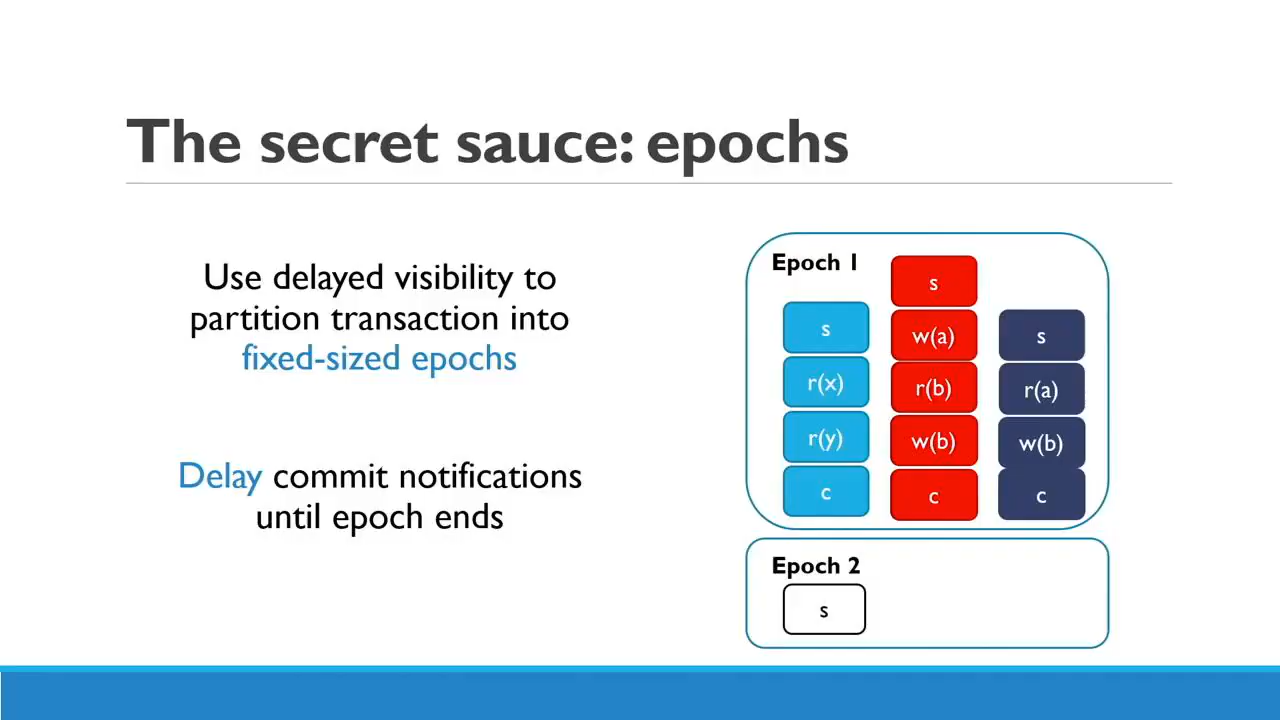 The secret sauce: epochs
Use delayed visibility to
partition transaction into
fixed-sized epochs
Delay commit notifications
until epoch ends
Epoch 1
s
r(x)
r(y)
c
s
w(a)
r(b)
w(b)
c
s
r(a)
w(b)
c
Epoch 2
s